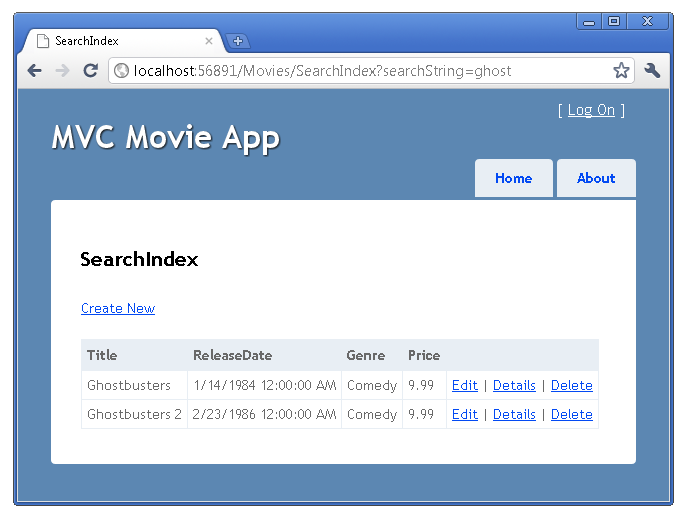 SearchIndex
localhost:56891/Movies/SearchIndex?searchString=ghost
[ Log On ]
MVC Movie App
Home About
SearchIndex
Create New
Title ReleaseDate Genre Price
Ghostbusters 1/14/1984 12:00:00 AM Comedy 9.99 Edit | Details | Delete
Ghostbusters 2 2/23/1986 12:00:00 AM Comedy 9.99 Edit | Details | Delete